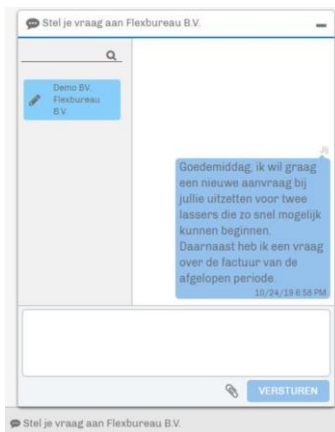 Stel je vraag aan Flexbureau B.V.
Demo BV,
Flexbureau
B.V.
Goedemiddag, ik wil graag
een nieuwe aanvraag bij
jullie uitzetten voor twee
lassers die zo snel mogelijk
kunnen beginnen.
Daarnaast heb ik een vraag
over de factuur van de
afgelopen periode.
10/24/19 6:58 PM
VERSTUREN
Stel je vraag aan Flexbureau B.V.